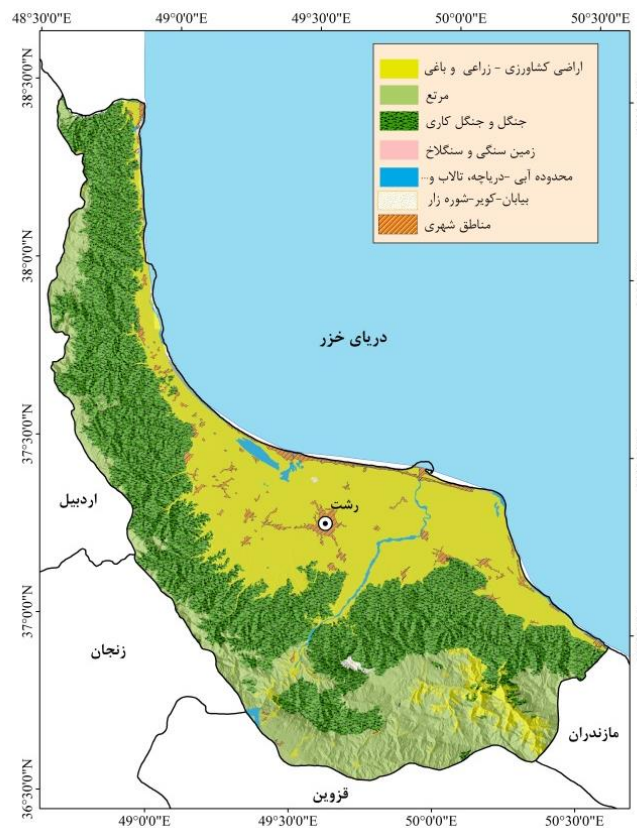 48°30'0"N 49°0'0"N 49°30'0"N 50°0'0"N 50°30'0"N
38°30'0"N
38°0'0"N
37°30'0"N
37°0'0"N
36°30'0"N
اراضی کشاورزی - زراعی و باغی
مرتع
جنگل و جنگل کاری
زمین سنگی و سنگلاخ
محدوده آبی -دریاچه، تالاب و...
بیابان-کویر-شوره زار
مناطق شهری
دریای خزر
رشت
اردبیل
زنجان
مازندران
قزوین
49°0'0"N 49°30'0"N 50°0'0"N 50°30'0"N